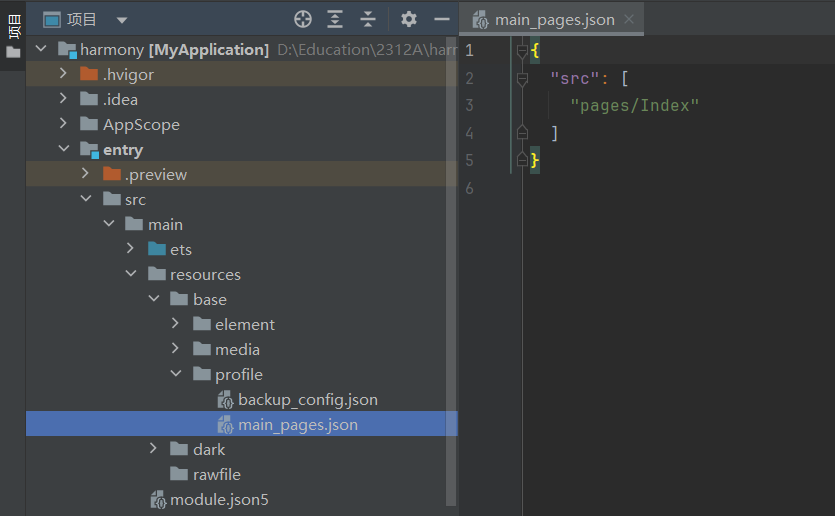 项目
项目
harmony [MyApplication] D:\Education\2312A\harr
.hvigor
.idea
AppScope
entry
.preview
src
main
ets
resources
base
element
media
profile
backup_config.json
main_pages.json
dark
rawfile
module.json5
main_pages.json
1 {
2 "src": [
3 "pages/Index"
4 ]
5 }
6